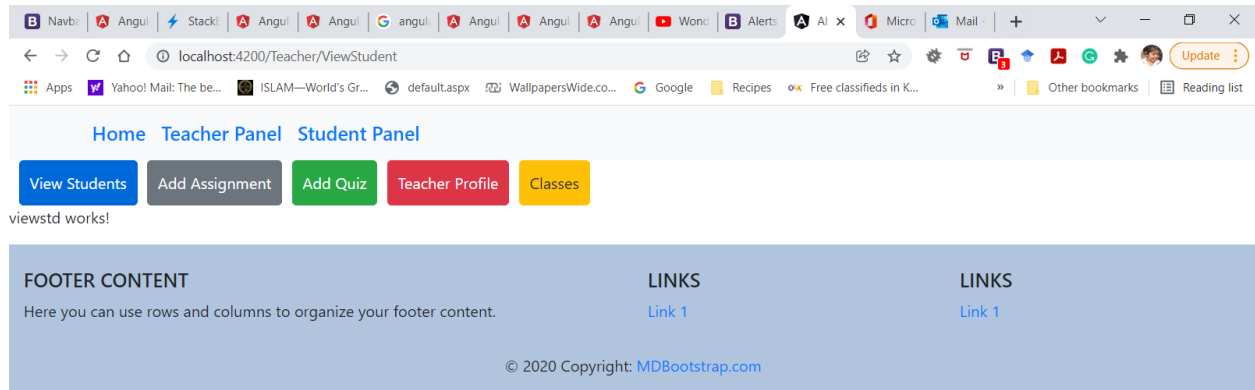 Navba Angul StackB Angul Angul angula Angul Angul Angul Wond Alerts Al Micro Mail -
localhost:4200/Teacher/ViewStudent 3 Update
Apps Yahoo! Mail: The be... ISLAM—World's Gr... default.aspx WallpapersWide.co... Google Recipes Free classifieds in K... » Other bookmarks Reading list
Home Teacher Panel Student Panel
View Students Add Assignment Add Quiz Teacher Profile Classes
viewstd works!
FOOTER CONTENT LINKS LINKS
Here you can use rows and columns to organize your footer content. Link 1 Link 1
© 2020 Copyright: MDBootstrap.com